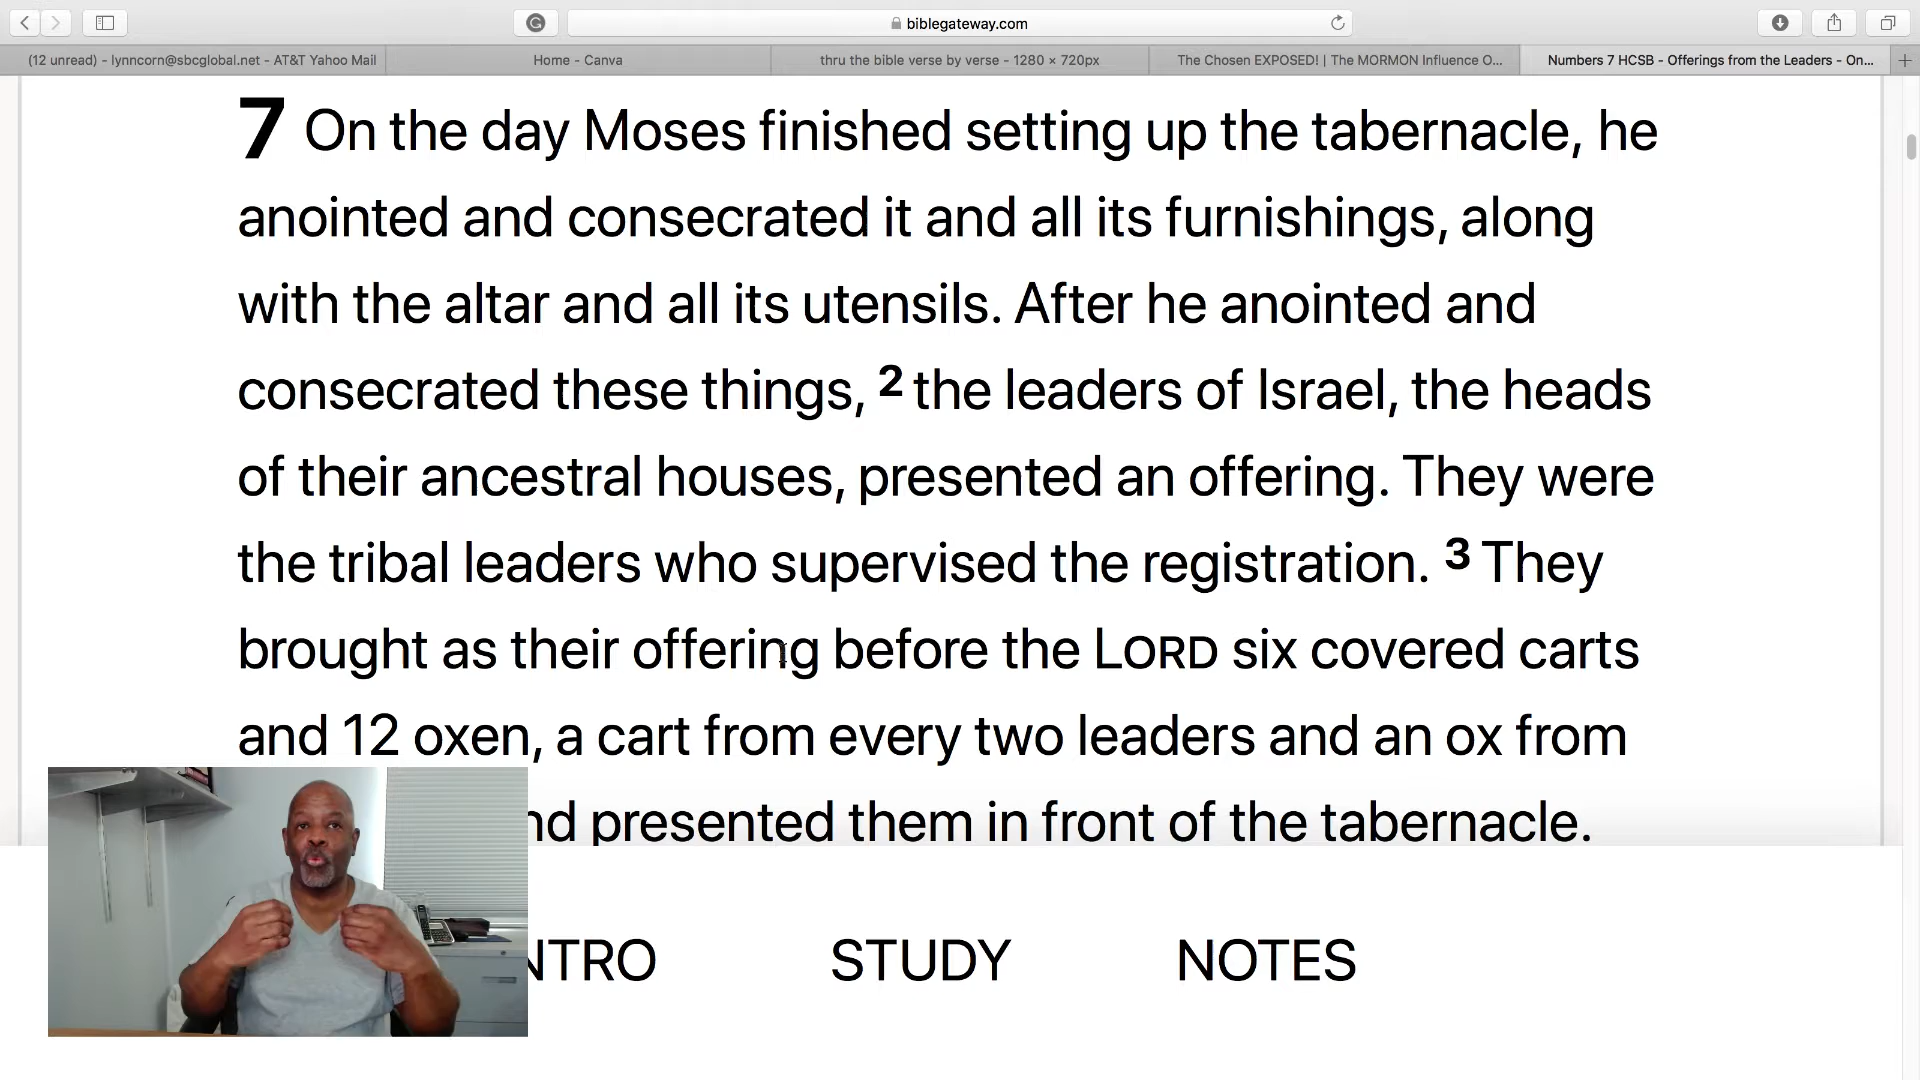 biblegateway.com
(12 unread) - lynncorn@sbcglobal.net - AT&T Yahoo Mail
Home - Canva
thru the bible verse by verse - 1280 × 720px
The Chosen EXPOSED! | The MORMON Influence O...
Numbers 7 HCSB - Offerings from the Leaders - On...
7 On the day Moses finished setting up the tabernacle, he
anointed and consecrated it and all its furnishings, along
with the altar and all its utensils. After he anointed and
consecrated these things, 2 the leaders of Israel, the heads
of their ancestral houses, presented an offering. They were
the tribal leaders who supervised the registration. 3 They
brought as their offering before the LORD six covered carts
and 12 oxen, a cart from every two leaders and an ox from
presented them in front of the tabernacle.
STUDY
NOTES